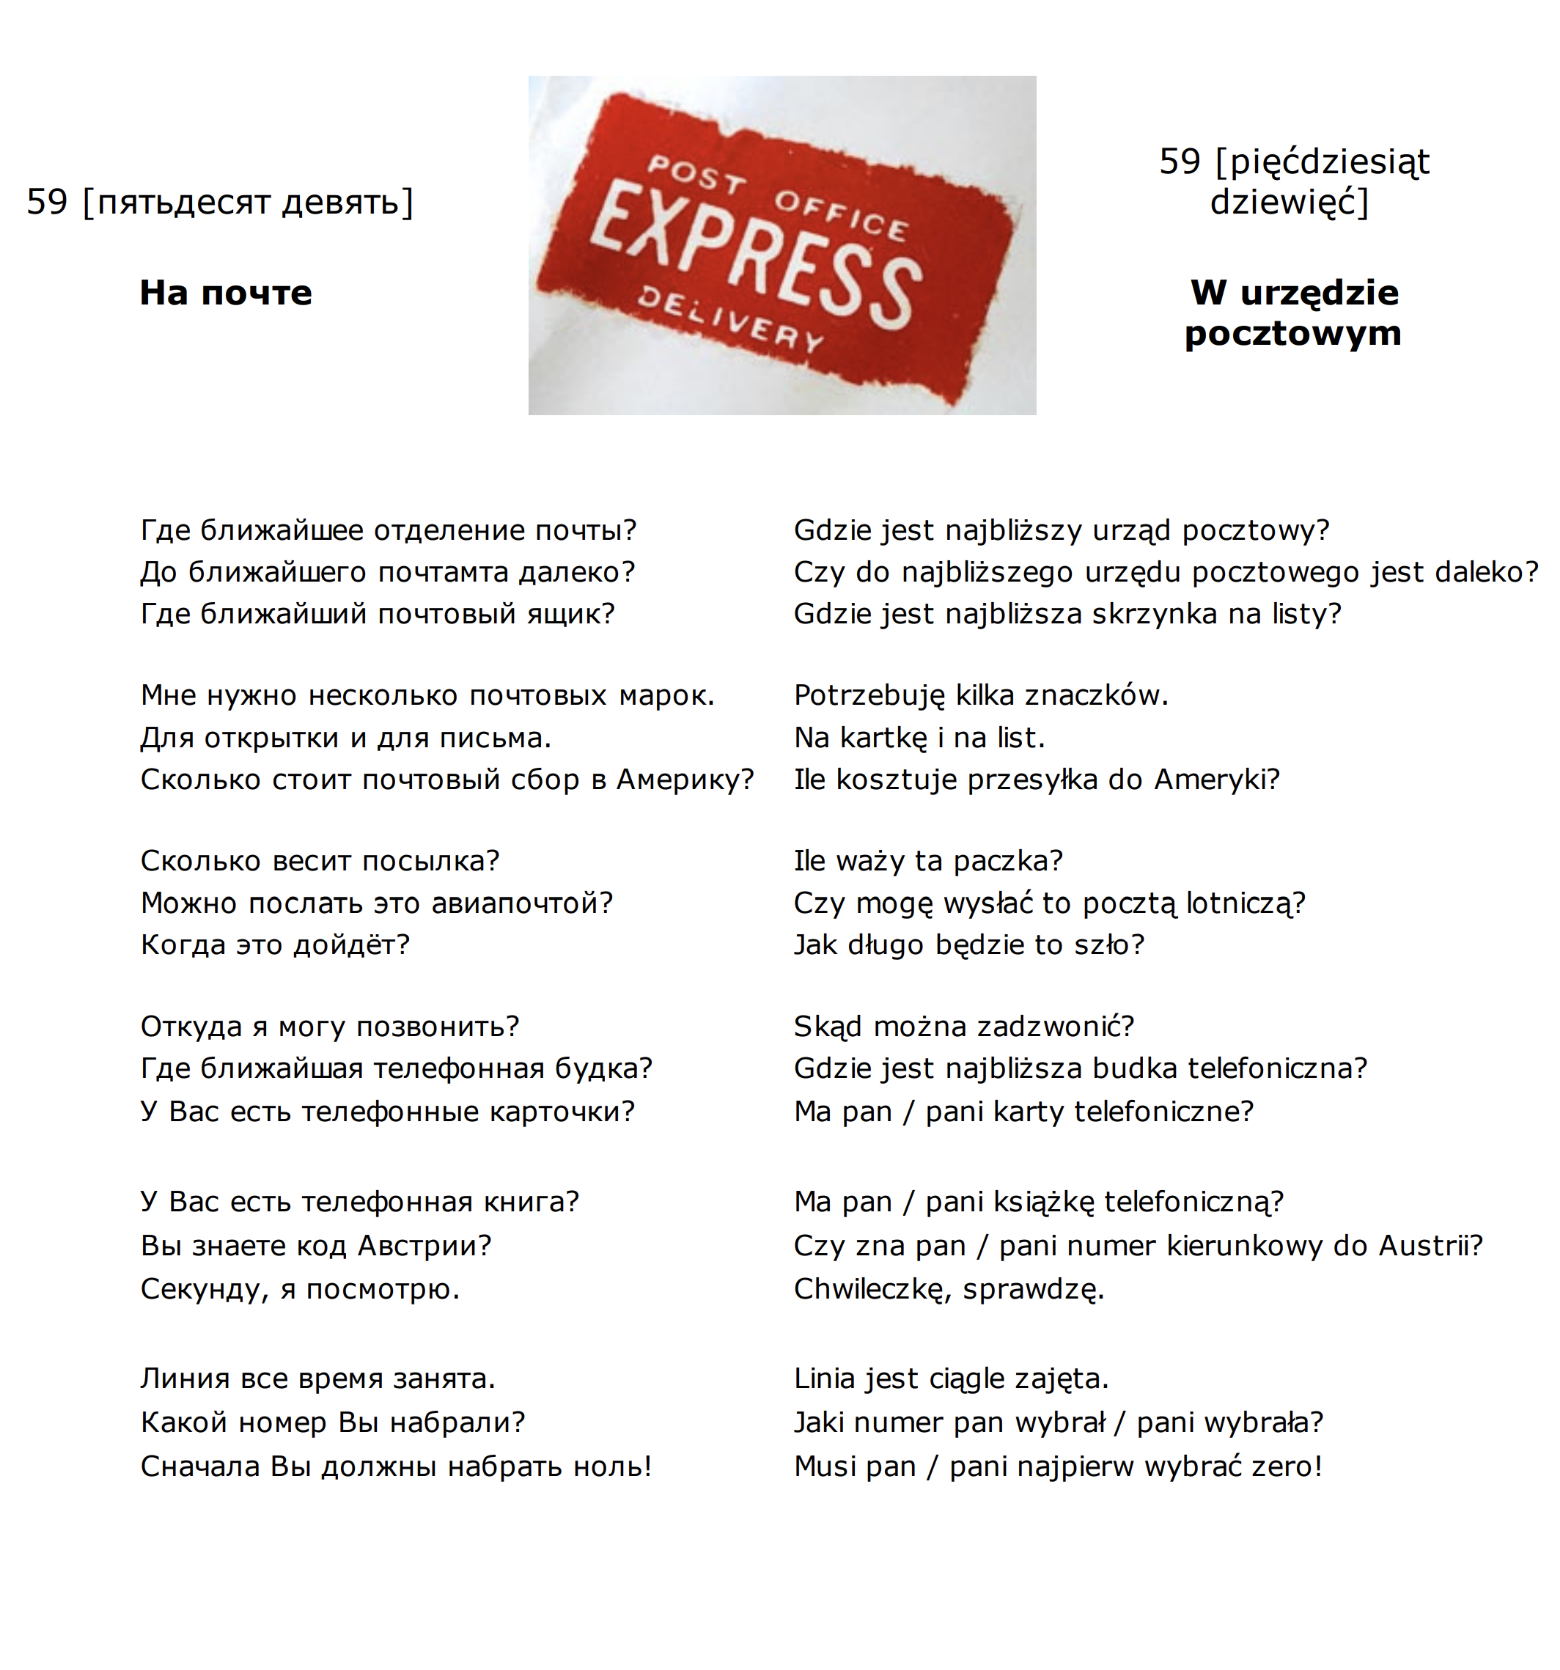 59 [пятьдесят девять]
На почте
POST OFFICE
EXPRESS
DELIVERY
59 [pięćdziesiąt
dziewięć]
W urzędzie
pocztowym
Где ближайшее отделение почты?
Gdzie jest najbliższy urząd pocztowy?
До ближайшего почтамта далеко?
Czy do najbliższego urzędu pocztowego jest daleko?
Где ближайший почтовый ящик?
Gdzie jest najbliższa skrzynka na listy?
Мне нужно несколько почтовых марок.
Potrzebuję kilka znaczków.
Для открытки и для письма.
Na kartkę i na list.
Сколько стоит почтовый сбор в Америку?
Ile kosztuje przesyłka do Ameryki?
Сколько весит посылка?
Ile waży ta paczka?
Можно послать это авиапочтой?
Czy mogę wysłać to pocztą lotniczą?
Когда это дойдёт?
Jak długo będzie to szło?
Откуда я могу позвонить?
Skąd można zadzwonić?
Где ближайшая телефонная будка?
Gdzie jest najbliższa budka telefoniczna?
У Вас есть телефонные карточки?
Ma pan / pani karty telefoniczne?
У Вас есть телефонная книга?
Ma pan / pani książkę telefoniczną?
Вы знаете код Австрии?
Czy zna pan / pani numer kierunkowy do Austrii?
Секунду, я посмотрю.
Chwileczkę, sprawdzę.
Линия все время занята.
Linia jest ciągle zajęta.
Какой номер Вы набрали?
Jaki numer pan wybrał / pani wybrała?
Сначала Вы должны набрать ноль!
Musi pan / pani najpierw wybrać zero!